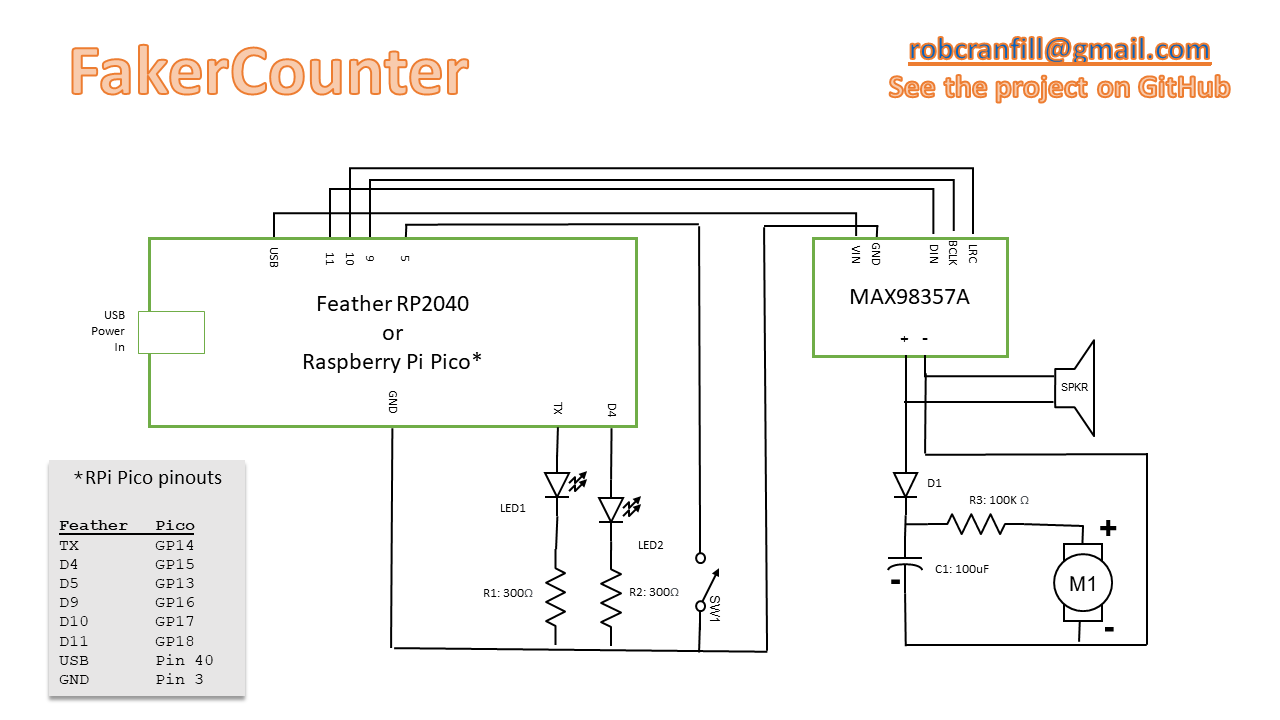 FakerCounter
robcranfill@gmail.com
See the project on GitHub
USB
11
10
9
5
VIN
GND
DIN
BCLK
LRC
Feather RP2040
or
Raspberry Pi Pico*
MAX98357A
+ -
USB
Power
In
GND
TX
D4
SPKR
LED1
LED2
R1: 300Ω
R2: 300Ω
SW1
D1
R3: 100K Ω
+
C1: 100uF
-
M1
-
*RPi Pico pinouts
Feather Pico
TX GP14
D4 GP15
D5 GP13
D9 GP16
D10 GP17
D11 GP18
USB Pin 40
GND Pin 3